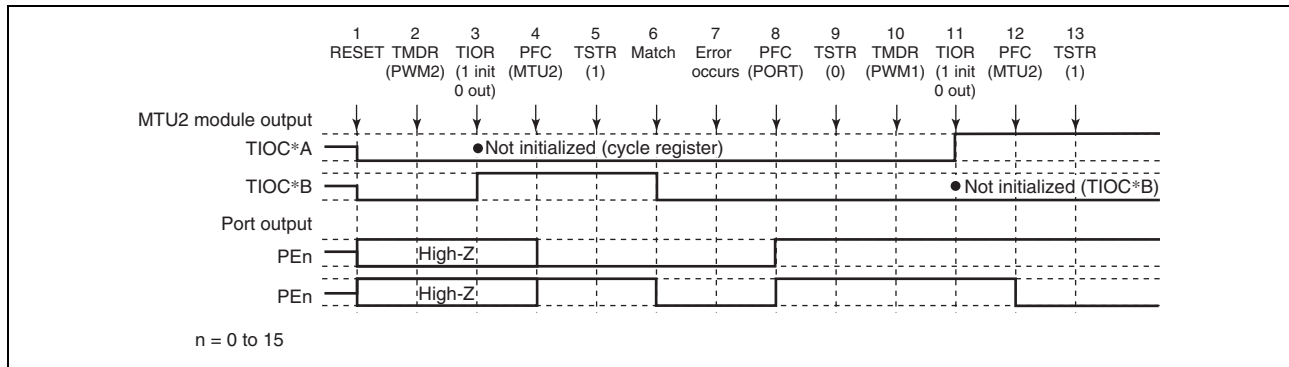 1 2 3 4 5 6 7 8 9 10 11 12 13
RESET TMDR TIOR PFC TSTR Match Error PFC TSTR TMDR TIOR PFC TSTR
(PWM2) (1 init (MTU2) (1) occurs (PORT) (0) (PWM1) (1 init (MTU2) (1)
0 out) 0 out)
MTU2 module output
TIOC*A ●Not initialized (cycle register)
TIOC*B ● Not initialized (TIOC*B)
Port output
PEn High-Z
PEn High-Z
n = 0 to 15